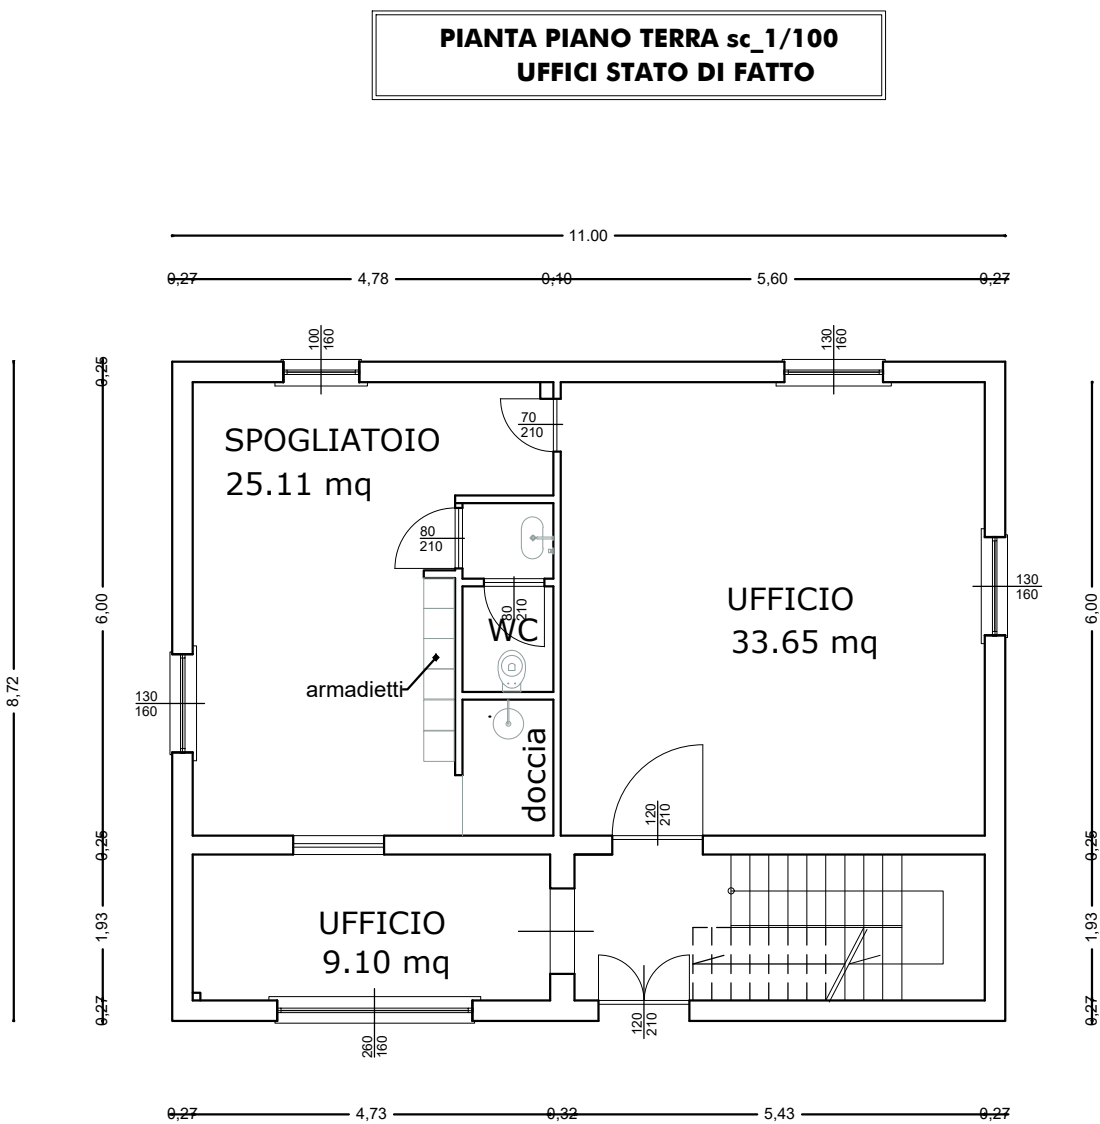 PIANTA PIANO TERRA sc_1/100
UFFICI STATO DI FATTO
11.00
0,27 4,78 0,10 5,60 0,27
100
160
130
160
0,25
0,25
70
210
SPOGLIATOIO
25.11 mq
80
210
80
210
WC
UFFICIO
33.65 mq
130
160
6,00
6,00
8,72
armadietti
130
160
doccia
120
210
0,25
0,25
1,93
1,93
UFFICIO
9.10 mq
0,27
0,27
260
160
120
210
0,27 4,73 0,32 5,43 0,27